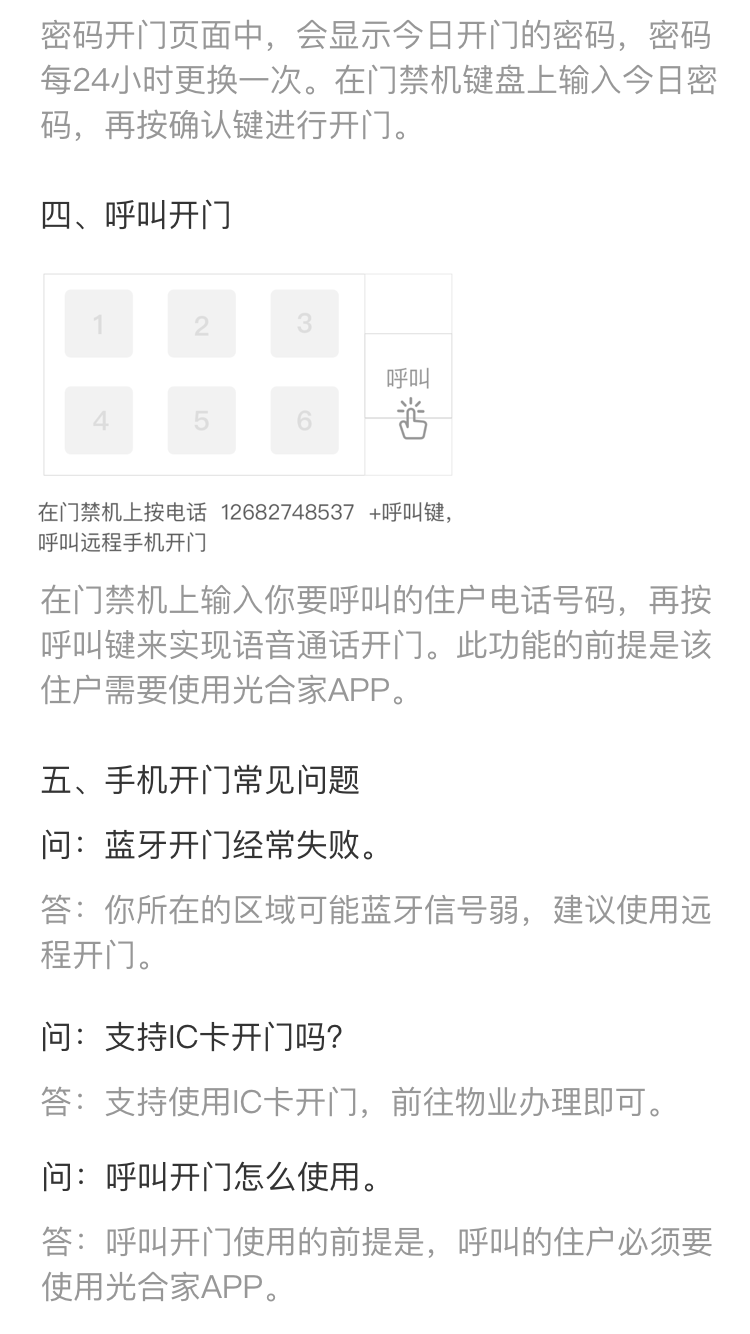 密码开门页面中，会显示今日开门的密码，密码
每24小时更换一次。在门禁机键盘上输入今日密
码，再按确认键进行开门。
四、呼叫开门
1 2 3
呼叫
4 5 6
在门禁机上按电话 12682748537 +呼叫键，
呼叫远程手机开门
在门禁机上输入你要呼叫的住户电话号码，再按
呼叫键来实现语音通话开门。此功能的前提是该
住户需要使用光合家APP。
五、手机开门常见问题
问：蓝牙开门经常失败。
答：你所在的区域可能蓝牙信号弱，建议使用远
程开门。
问：支持IC卡开门吗？
答：支持使用IC卡开门，前往物业办理即可。
问：呼叫开门怎么使用。
答：呼叫开门使用的前提是，呼叫的住户必须要
使用光合家APP。